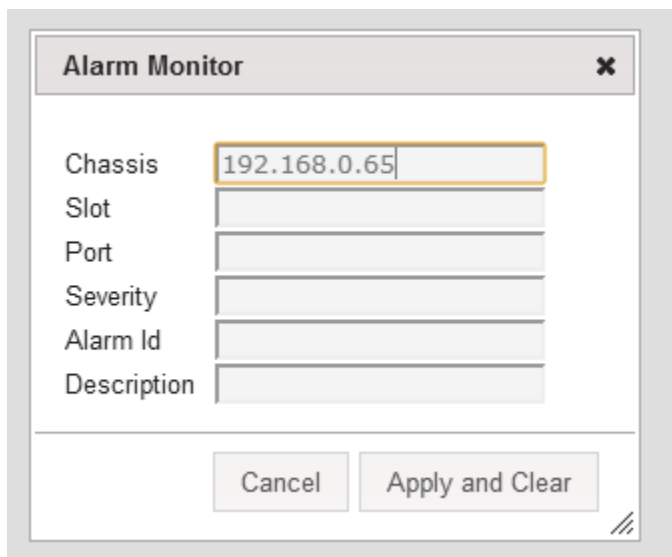 Alarm Monitor
Chassis 192.168.0.65
Slot
Port
Severity
Alarm Id
Description
Cancel Apply and Clear